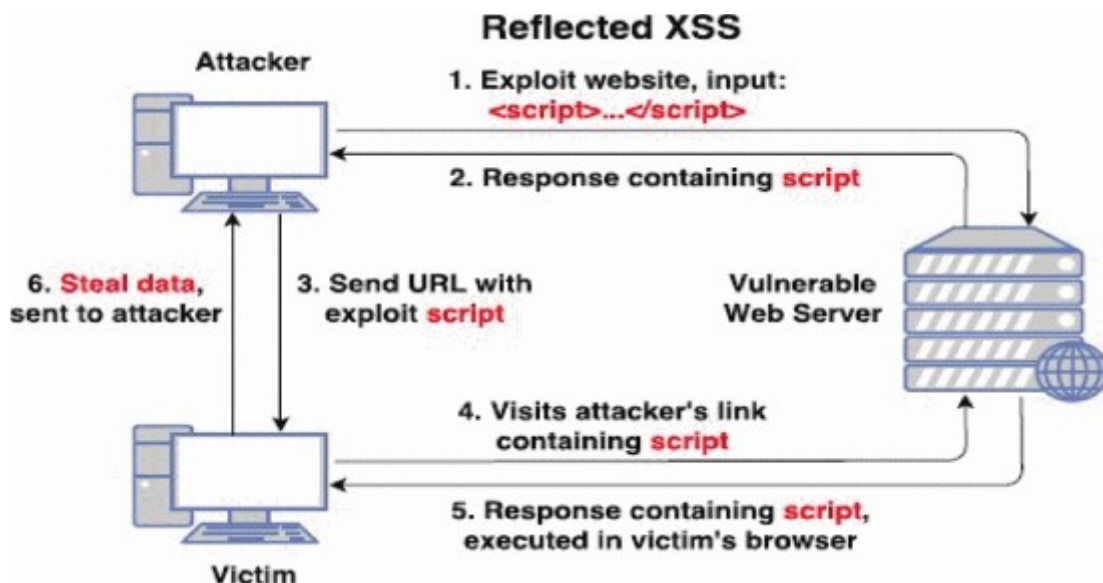 Reflected XSS
Attacker
1. Exploit website, input:
<script>...</script>
2. Response containing script
6. Steal data,
sent to attacker
3. Send URL with
exploit script
Vulnerable
Web Server
4. Visits attacker's link
containing script
5. Response containing script,
executed in victim's browser
Victim